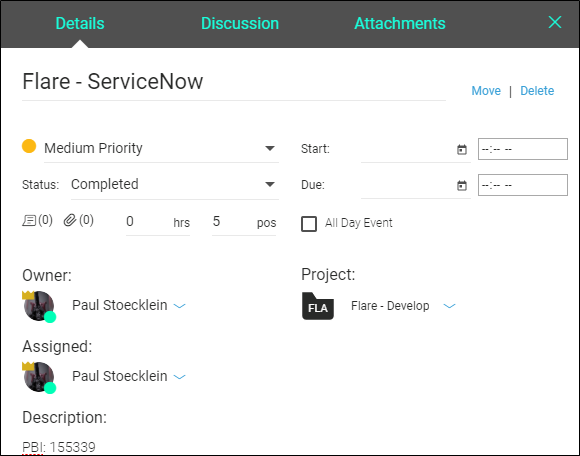 Details Discussion Attachments
Flare - ServiceNow
Move | Delete
Medium Priority Start: --:-- --
Status: Completed Due: --:-- --
(0) (0) 0 hrs 5 pos All Day Event
Owner: Project:
Paul Stoecklein FLA Flare - Develop
Assigned:
Paul Stoecklein
Description:
PBI: 155339